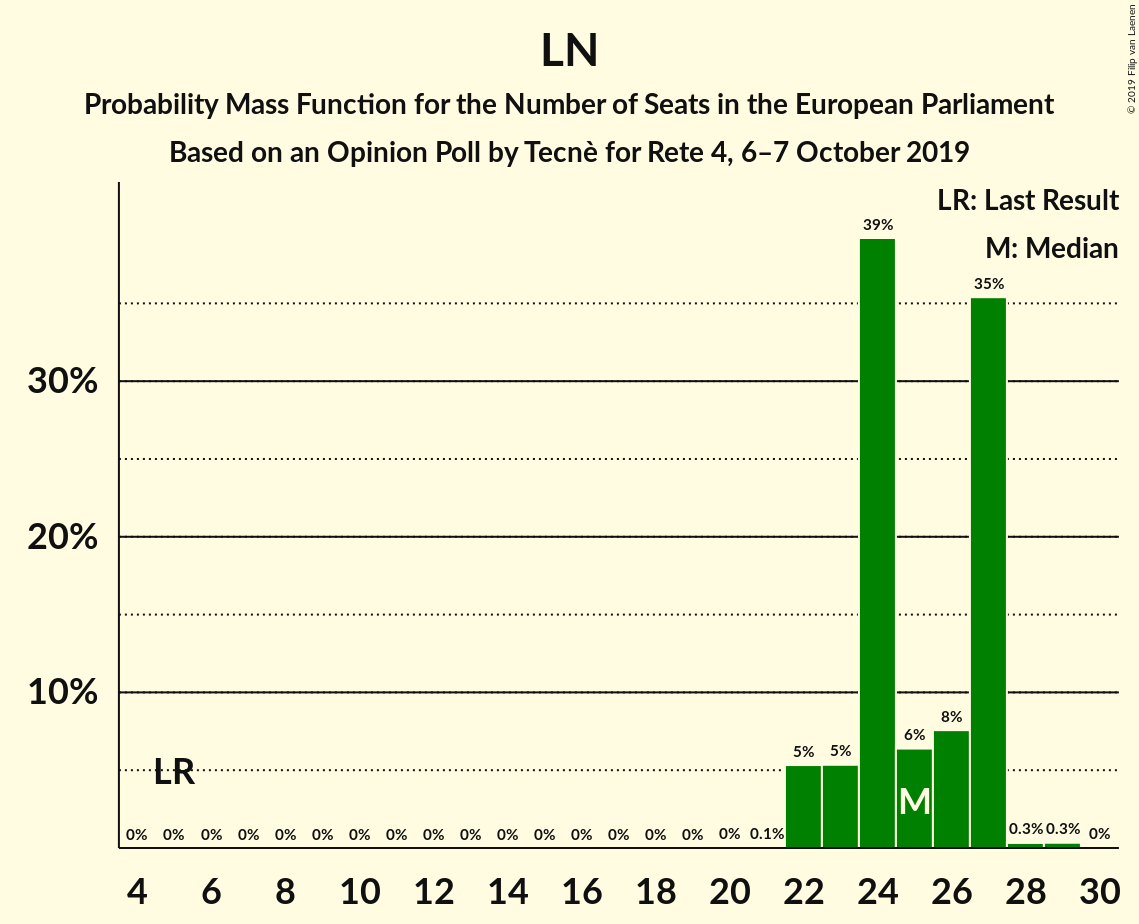 LN
Probability Mass Function for the Number of Seats in the European Parliament
Based on an Opinion Poll by Tecnè for Rete 4, 6–7 October 2019
© 2019 Filip van Laenen
LR: Last Result
M: Median
39%
35%
30%
20%
10%
8%
6%
5% 5%
LR
M
0% 0% 0% 0% 0% 0% 0% 0% 0% 0% 0% 0% 0% 0% 0% 0% 0% 0.1% 0.3% 0.3% 0%
4 6 8 10 12 14 16 18 20 22 24 26 28 30